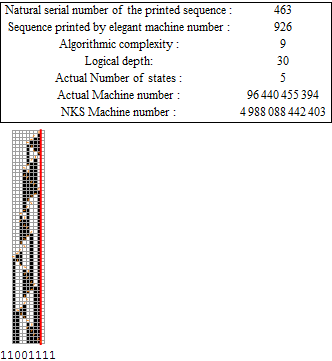 Natural serial number of the printed sequence : 463
Sequence printed by elegant machine number : 926
Algorithmic complexity : 9
Logical depth: 30
Actual Number of states : 5
Actual Machine number : 96 440 455 394
NKS Machine number : 4 988 088 442 403
11001111